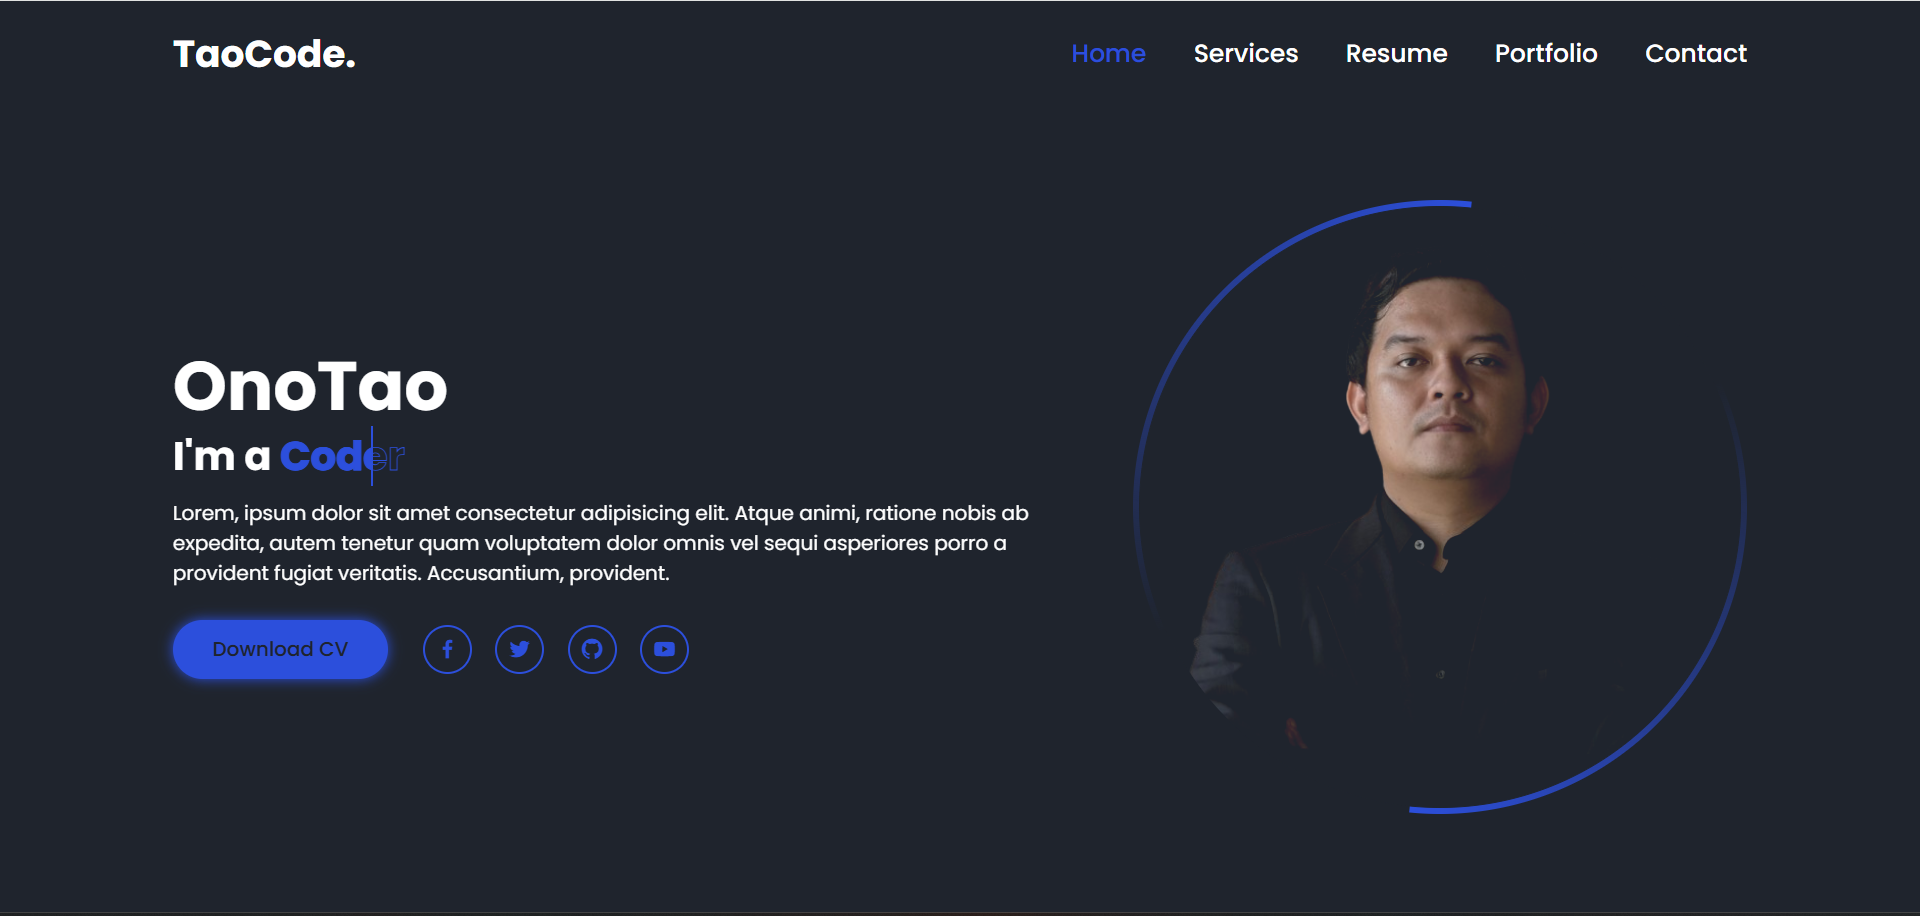 TaoCode.
Home Services Resume Portfolio Contact
OnoTao
I'm a Coder
Lorem, ipsum dolor sit amet consectetur adipisicing elit. Atque animi, ratione nobis ab
expedita, autem tenetur quam voluptatem dolor omnis vel sequi asperiores porro a
provident fugiat veritatis. Accusantium, provident.
Download CV